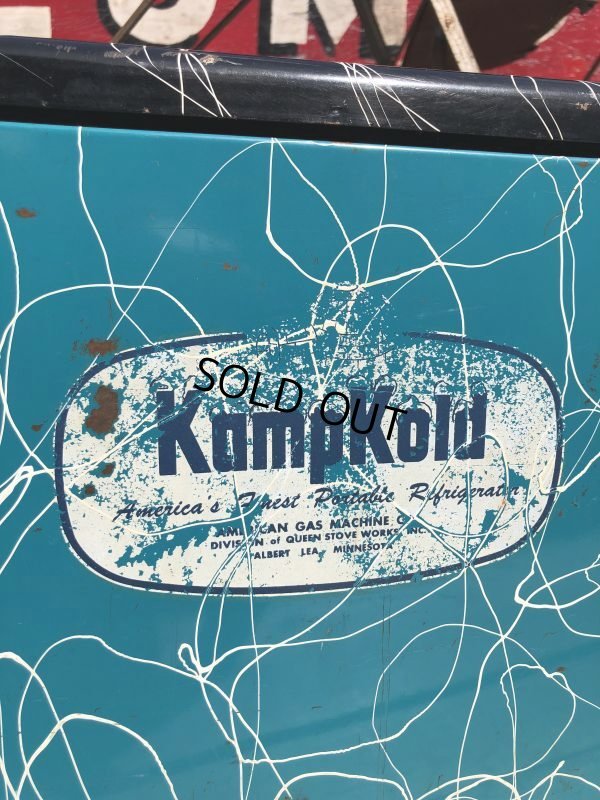 OM
SOLD OUT
KampKold
America's Finest Portable Refrigerator
AMERICAN GAS MACHINE CO.
DIVISION of QUEEN STOVE WORKS, INC.
ALBERT LEA, MINNESOTA